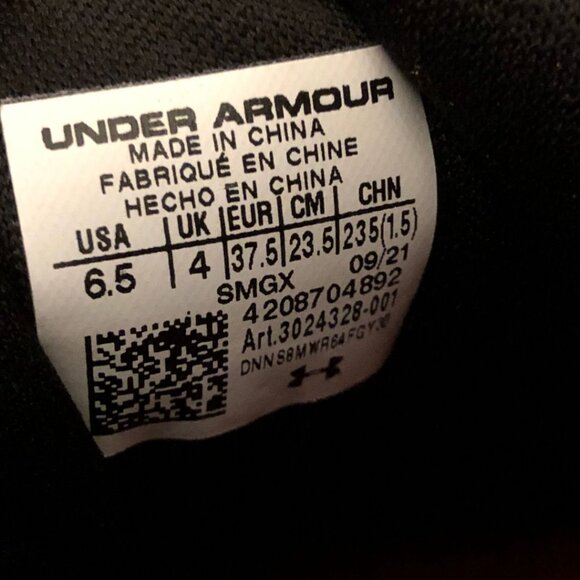 UNDER ARMOUR
MADE IN CHINA
FABRIQUÉ EN CHINE
HECHO EN CHINA
USA UK EUR CM CHN
6.5 4 37.5 23.5 235(1.5)
SMGX 09/21
4208704892
Art.3024328-001